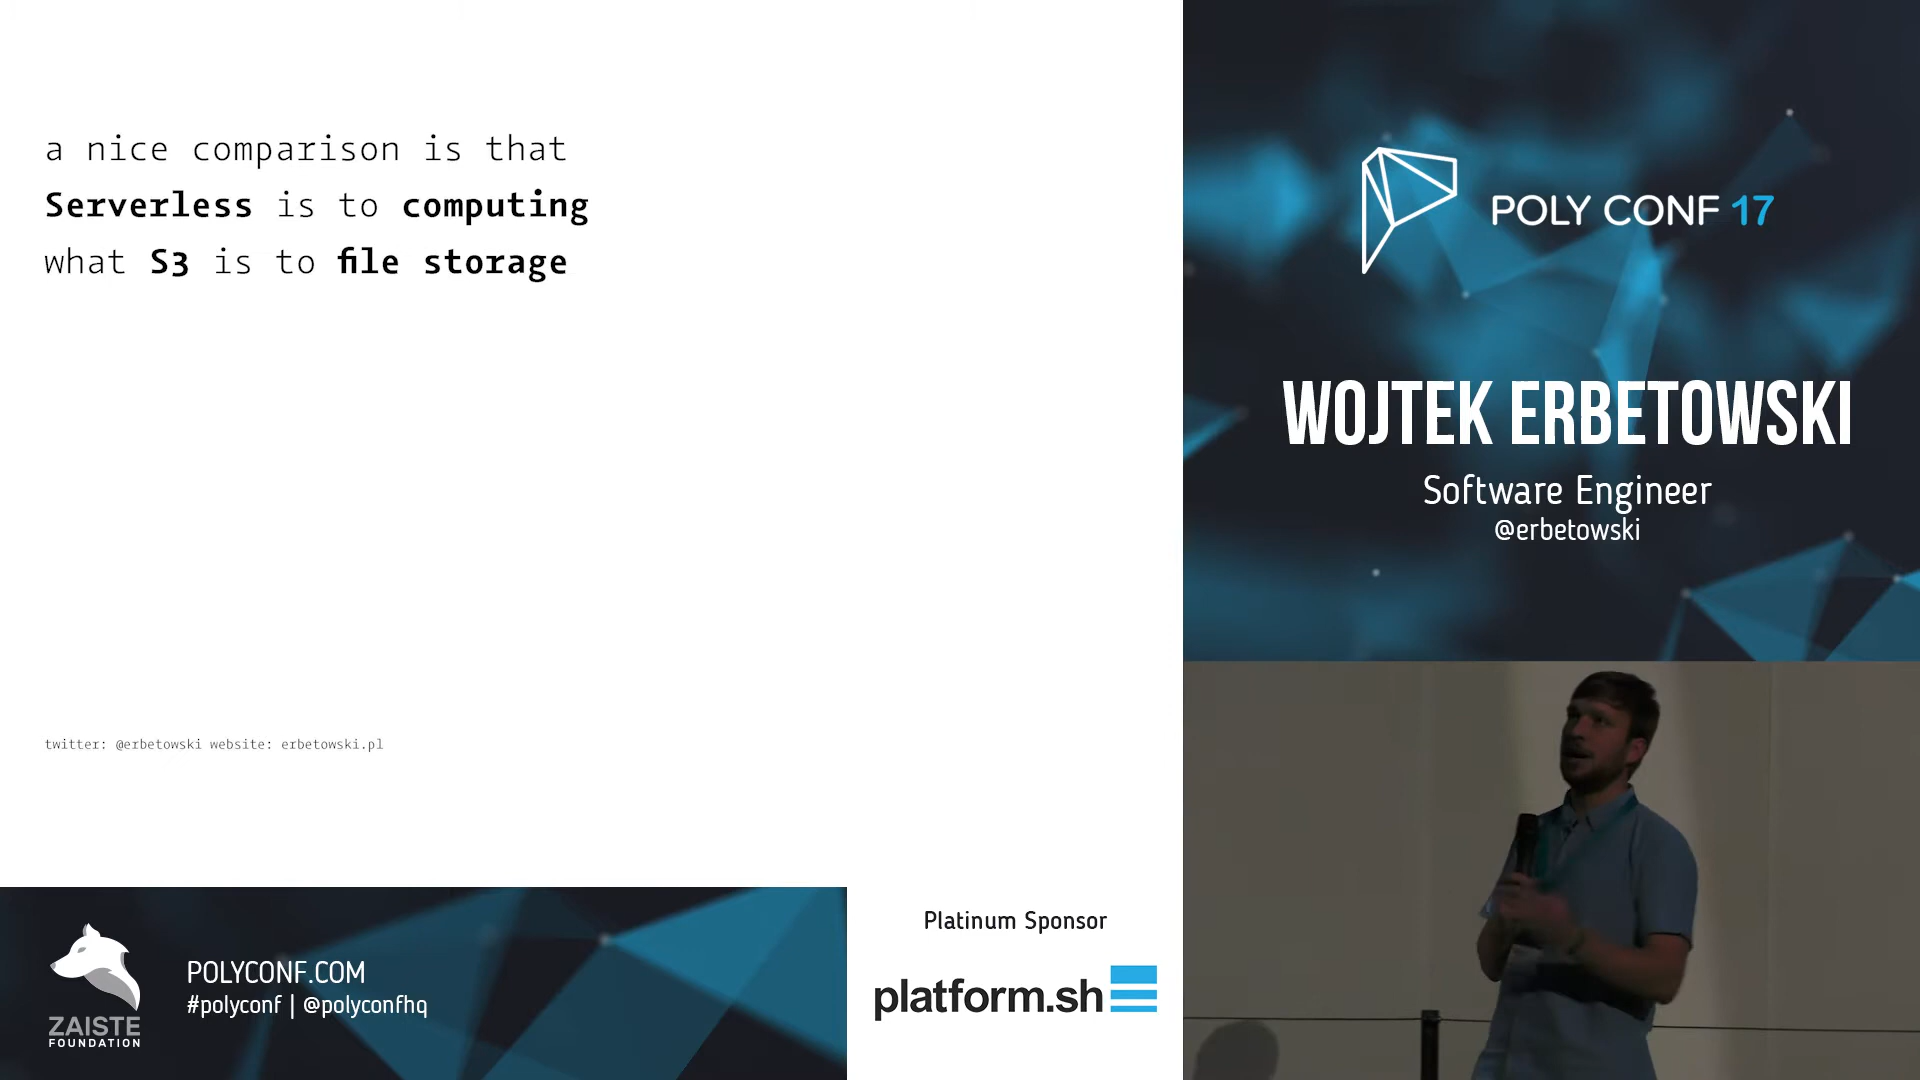 a nice comparison is that
Serverless is to computing
what S3 is to file storage
twitter: @erbetowski website: erbetowski.pl
POLY CONF 17
WOJTEK ERBETOWSKI
Software Engineer
@erbetowski
ZAISTE
FOUNDATION
POLYCONF.COM
#polyconf | @polyconfhq
Platinum Sponsor
platform.sh